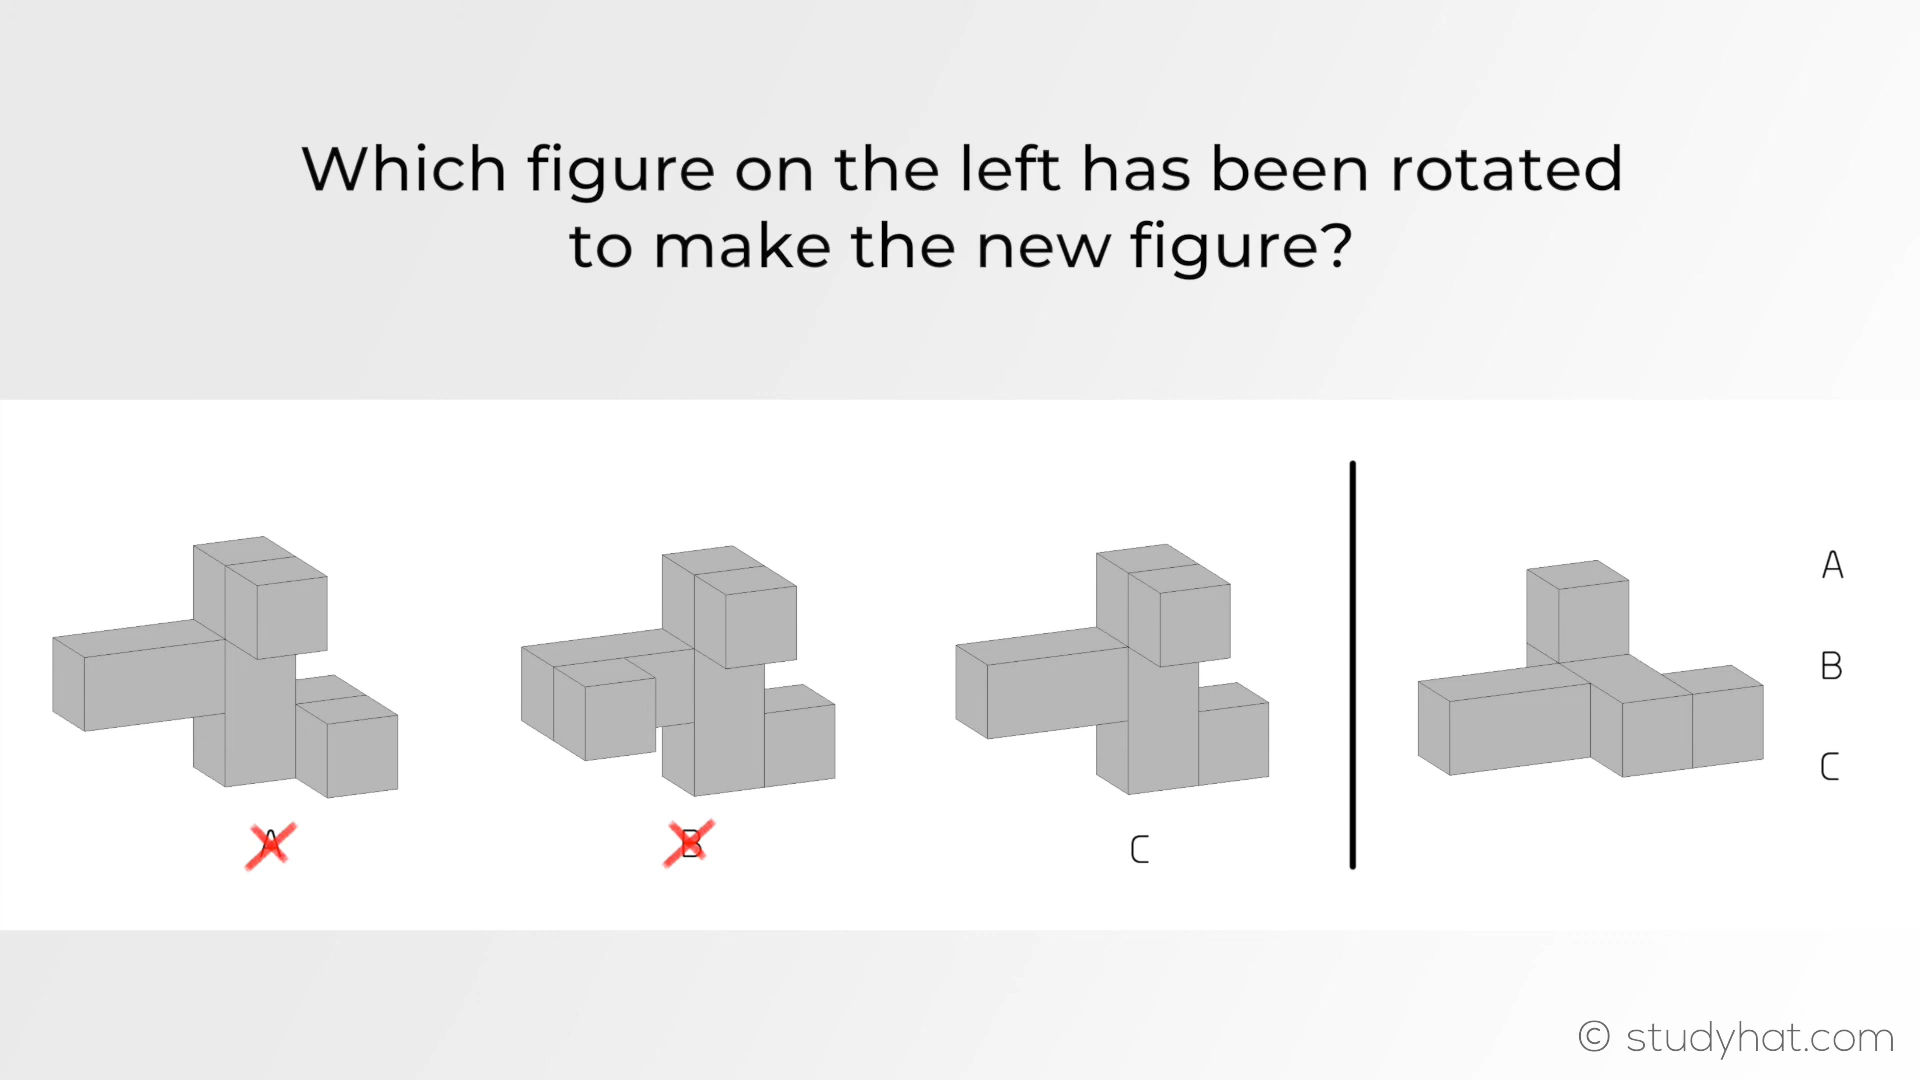 Which figure on the left has been rotated
to make the new figure?
A
B
C
A
B
C
© studyhat.com